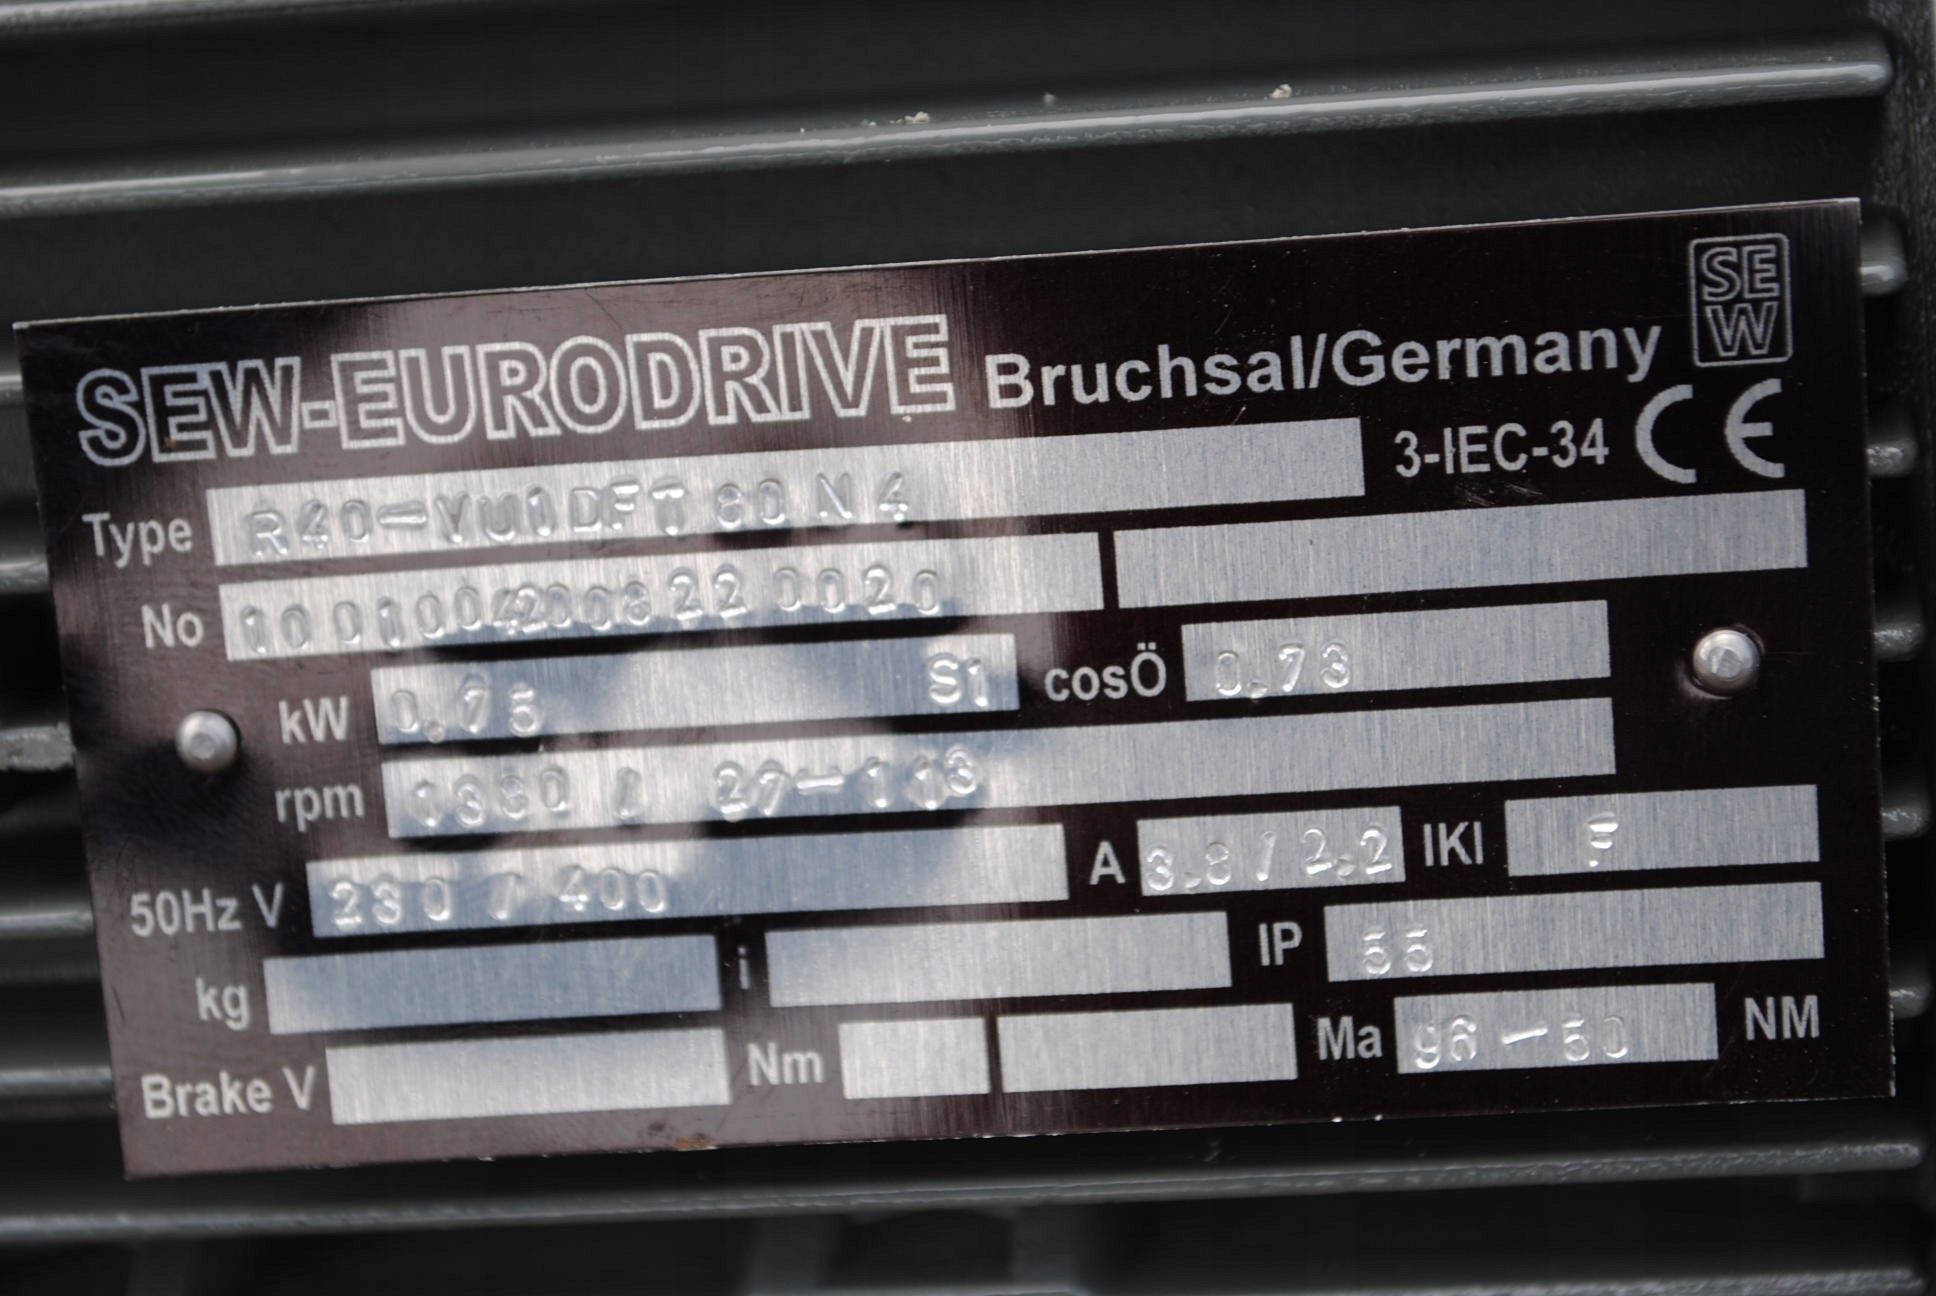 SEW-EURODRIVE Bruchsal/Germany SEW
Type R40-VU1DFT 80 N 4 3-IEC-34 CE
No 1001004200822 0020
kW 0.75 S1 cosÖ 0.73
rpm 1380 / 27-113
50Hz V 230 / 400 A 3.8/2.2 IKI F
kg i IP 55
Brake V Nm Ma 96-50 NM